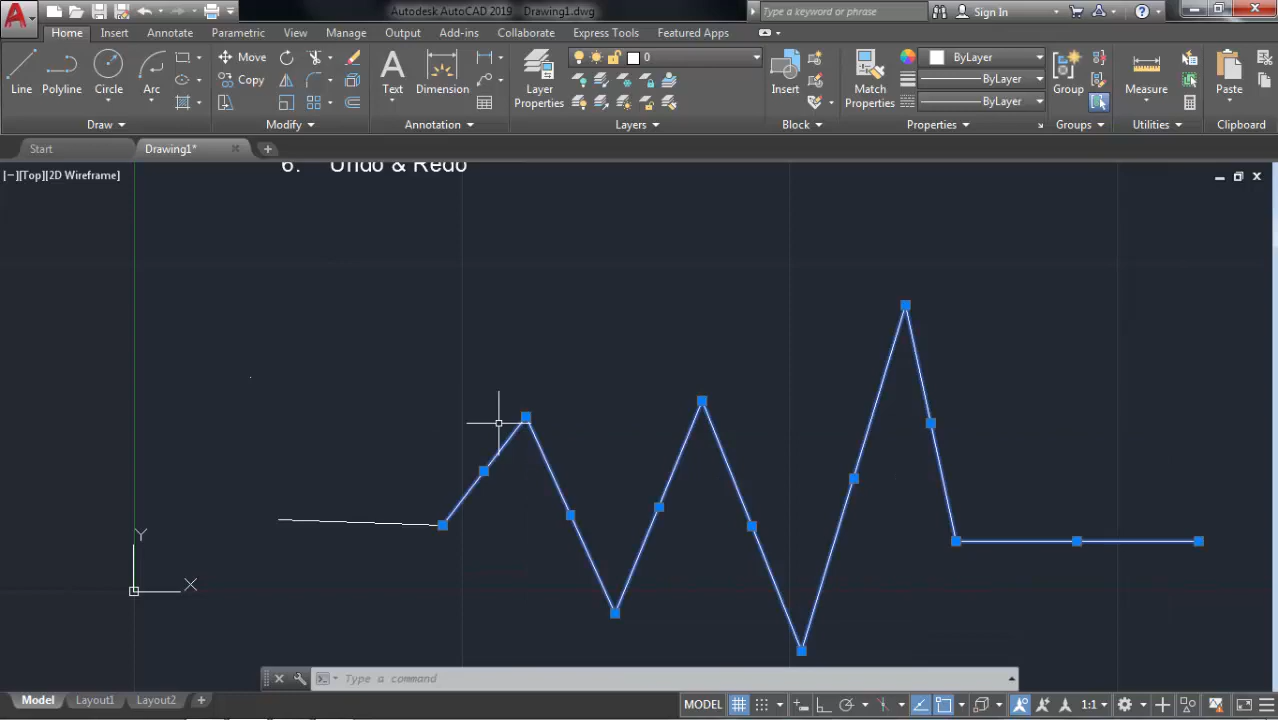 Autodesk AutoCAD 2019 Drawing1.dwg
Type a keyword or phrase
Sign In
Home Insert Annotate Parametric View Manage Output Add-ins Collaborate Express Tools Featured Apps
Line Polyline Circle Arc
Move
Copy
Text Dimension
Layer
Properties
0
Insert
Match
Properties
ByLayer
ByLayer
ByLayer
Group
Measure
Paste
Draw Modify Annotation Layers Block Properties Groups Utilities Clipboard
Start Drawing1*
[−][Top][2D Wireframe]
6. Undo & Redo
Y
X
Type a command
Model Layout1 Layout2 +
MODEL
1:1